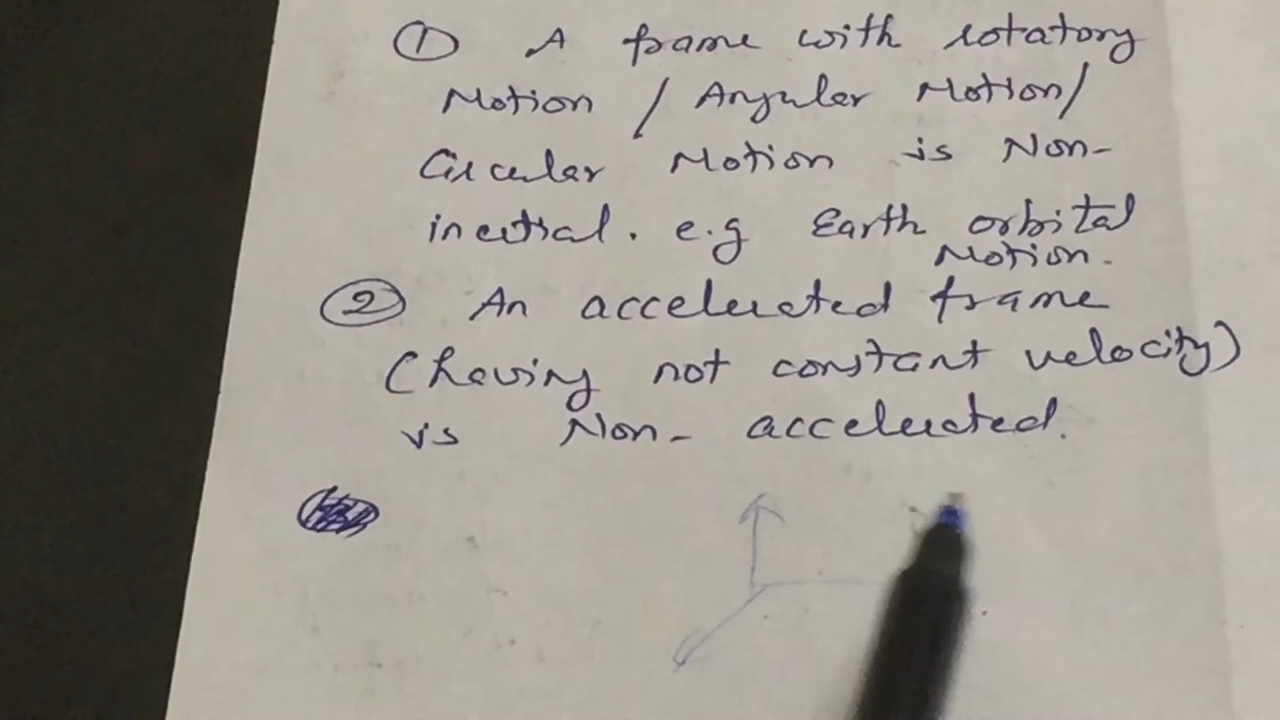 ① A frame with rotatory
Motion / Angular Motion/
Circular Motion is Non-
inertial. e.g Earth orbital
Motion.
② An accelerated frame
(having not constant velocity)
is Non- accelerated.